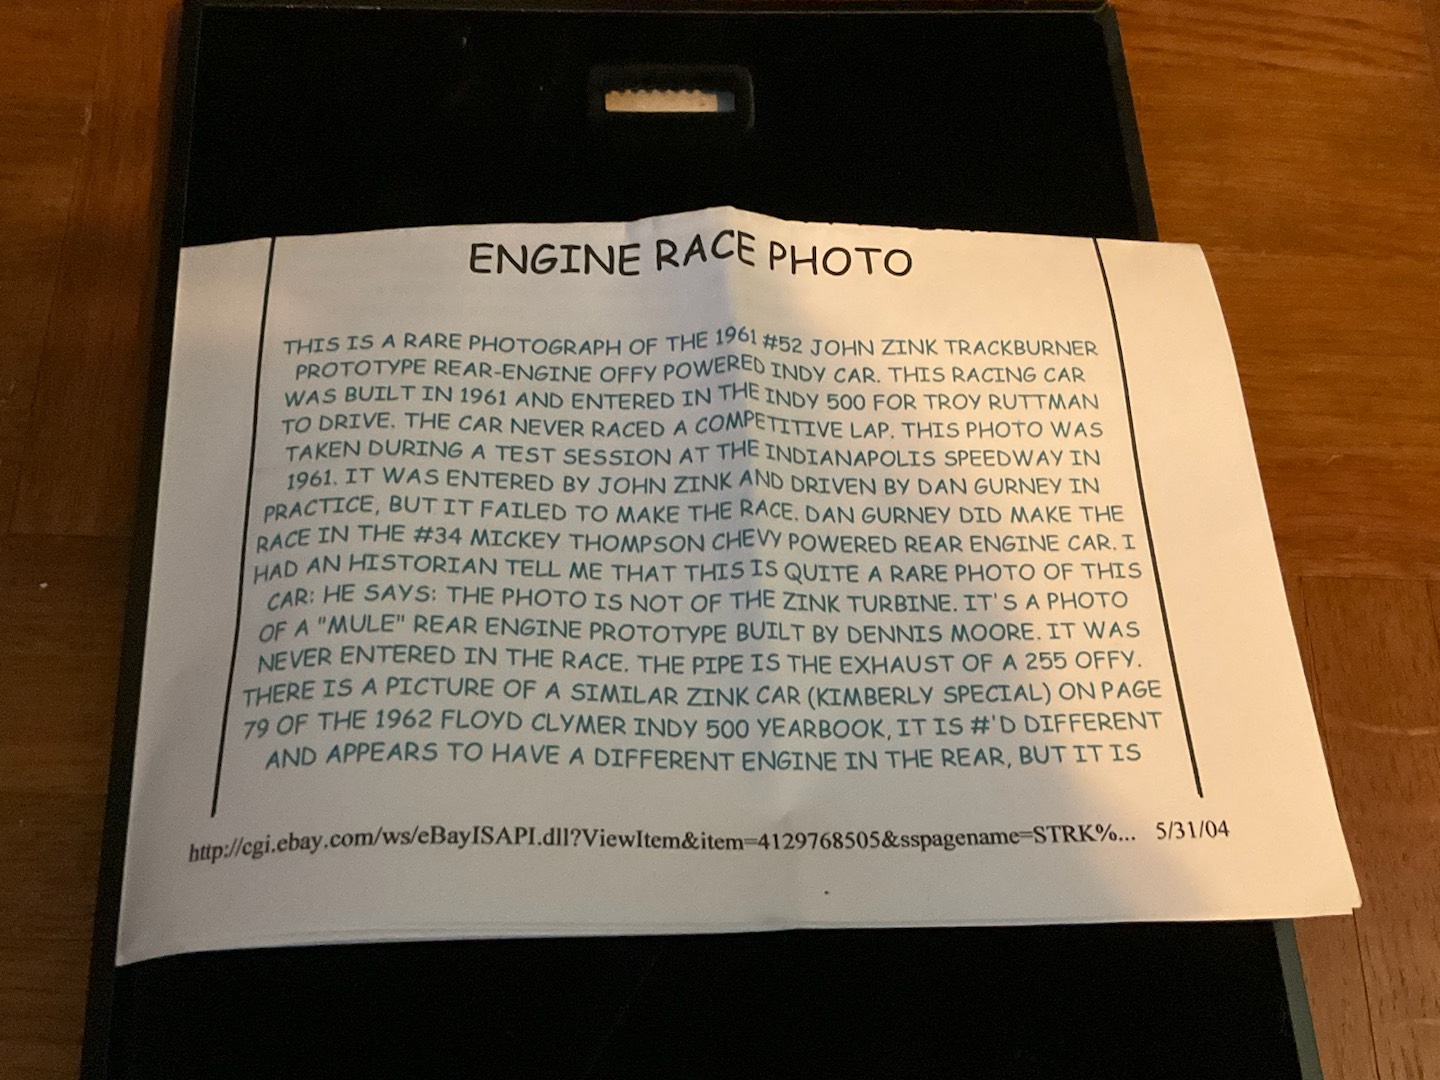 ENGINE RACE PHOTO
THIS IS A RARE PHOTOGRAPH OF THE 1961 #52 JOHN ZINK TRACKBURNER
PROTOTYPE REAR-ENGINE OFFY POWERED INDY CAR. THIS RACING CAR
WAS BUILT IN 1961 AND ENTERED IN THE INDY 500 FOR TROY RUTTMAN
TO DRIVE. THE CAR NEVER RACED A COMPETITIVE LAP. THIS PHOTO WAS
TAKEN DURING A TEST SESSION AT THE INDIANAPOLIS SPEEDWAY IN
1961. IT WAS ENTERED BY JOHN ZINK AND DRIVEN BY DAN GURNEY IN
PRACTICE, BUT IT FAILED TO MAKE THE RACE. DAN GURNEY DID MAKE THE
RACE IN THE #34 MICKEY THOMPSON CHEVY POWERED REAR ENGINE CAR. I
HAD AN HISTORIAN TELL ME THAT THIS IS QUITE A RARE PHOTO OF THIS
CAR: HE SAYS: THE PHOTO IS NOT OF THE ZINK TURBINE. IT'S A PHOTO
OF A "MULE" REAR ENGINE PROTOTYPE BUILT BY DENNIS MOORE. IT WAS
NEVER ENTERED IN THE RACE. THE PIPE IS THE EXHAUST OF A 255 OFFY.
THERE IS A PICTURE OF A SIMILAR ZINK CAR (KIMBERLY SPECIAL) ON PAGE
79 OF THE 1962 FLOYD CLYMER INDY 500 YEARBOOK, IT IS #'D DIFFERENT
AND APPEARS TO HAVE A DIFFERENT ENGINE IN THE REAR, BUT IT IS
http://cgi.ebay.com/ws/eBayISAPI.dll?ViewItem&item=4129768505&sspagename=STRK%... 5/31/04